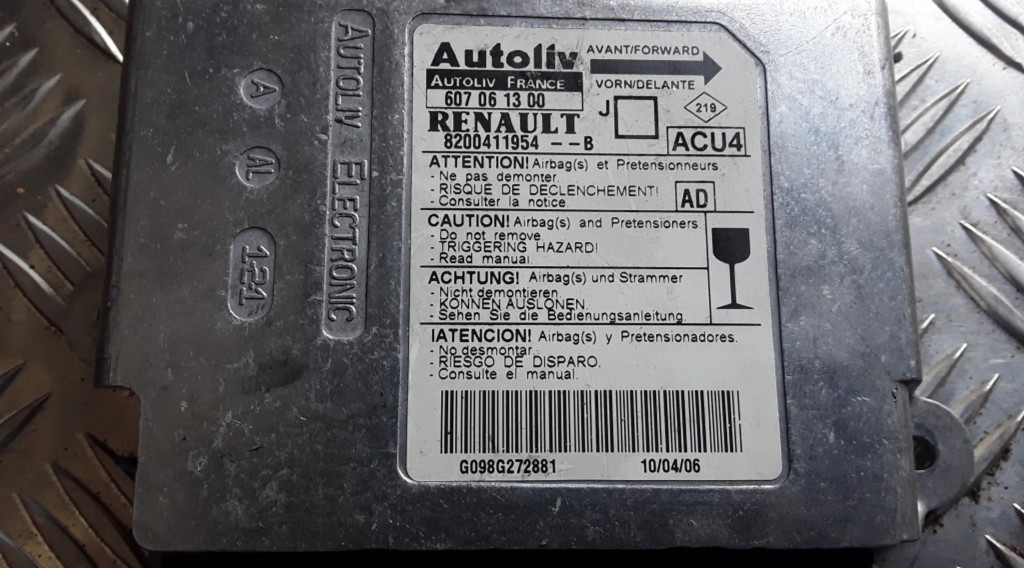 Autoliv
AUTOLIV FRANCE
607 06 13 00
RENAULT
8200411954 -- B
AVANT/FORWARD
VORN/DELANTE
J
219
ACU4
ATTENTION! Airbag(s) et Pretensionneurs.
- Ne pas demonter.
- RISQUE DE DECLENCHEMENT!
- Consulter la notice.
AD
CAUTION! Airbag(s) and Pretensioners
- Do not remove
- TRIGGERING HAZARD!
- Read manual.
ACHTUNG! Airbag(s) und Strammer
- Nicht demontieren
- KONNEN AUSLONEN
- Sehen Sie die Bedienungsanleitung.
IATENCION! Airbag(s) y Pretensionadores.
- No desmontar.
- RIESGO DE DISPARO.
- Consulte el manual.
G098G272881 10/04/06
AUTOLIV ELECTRONIC
A
AL
1-2-1